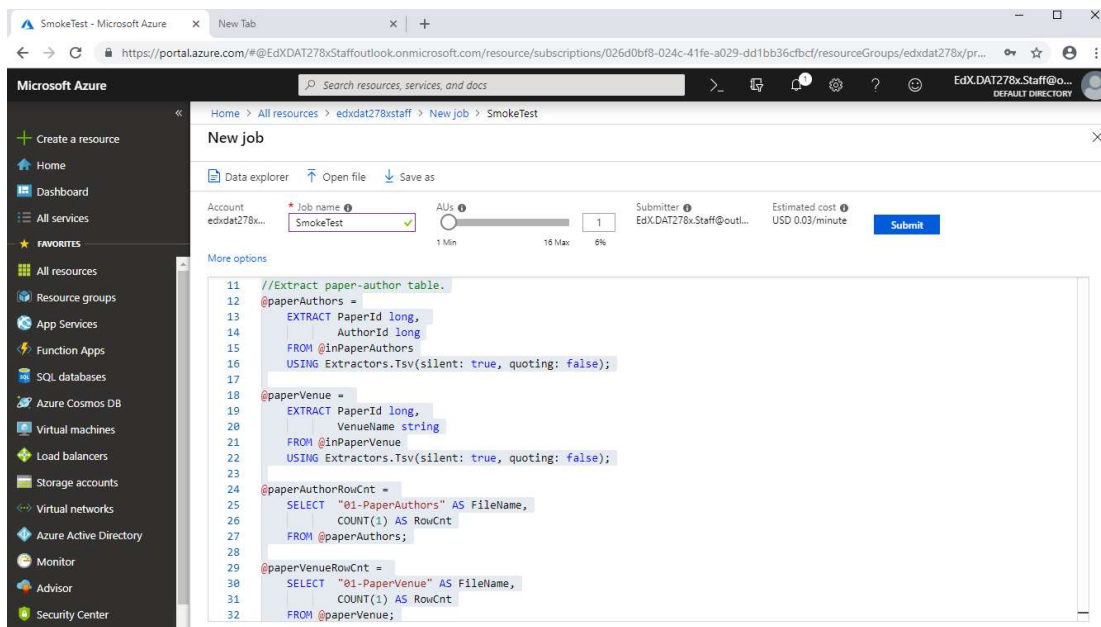 SmokeTest - Microsoft Azure
New Tab
https://portal.azure.com/#@EdXDAT278xStaffoutlook.onmicrosoft.com/resource/subscriptions/026d0bf8-024c-41fe-a029-dd1bb36cfbcf/resourceGroups/edxdat278x/pr...
Microsoft Azure
Search resources, services, and docs
1
EdX.DAT278x.Staff@o...
DEFAULT DIRECTORY
Create a resource
Home
Dashboard
All services
FAVORITES
All resources
Resource groups
App Services
Function Apps
SQL databases
Azure Cosmos DB
Virtual machines
Load balancers
Storage accounts
Virtual networks
Azure Active Directory
Monitor
Advisor
Security Center
Home > All resources > edxdat278xstaff > New job > SmokeTest
New job
Data explorer Open file Save as
Account * Job name AUs Submitter Estimated cost
edxdat278x... SmokeTest 1 EdX.DAT278x.Staff@outl... USD 0.03/minute Submit
1 Min 16 Max 6%
More options
11 //Extract paper-author table.
12 @paperAuthors =
13 EXTRACT PaperId long,
14 AuthorId long
15 FROM @inPaperAuthors
16 USING Extractors.Tsv(silent: true, quoting: false);
17
18 @paperVenue =
19 EXTRACT PaperId long,
20 VenueName string
21 FROM @inPaperVenue
22 USING Extractors.Tsv(silent: true, quoting: false);
23
24 @paperAuthorRowCnt =
25 SELECT "01-PaperAuthors" AS FileName,
26 COUNT(1) AS RowCnt
27 FROM @paperAuthors;
28
29 @paperVenueRowCnt =
30 SELECT "01-PaperVenue" AS FileName,
31 COUNT(1) AS RowCnt
32 FROM @paperVenue;